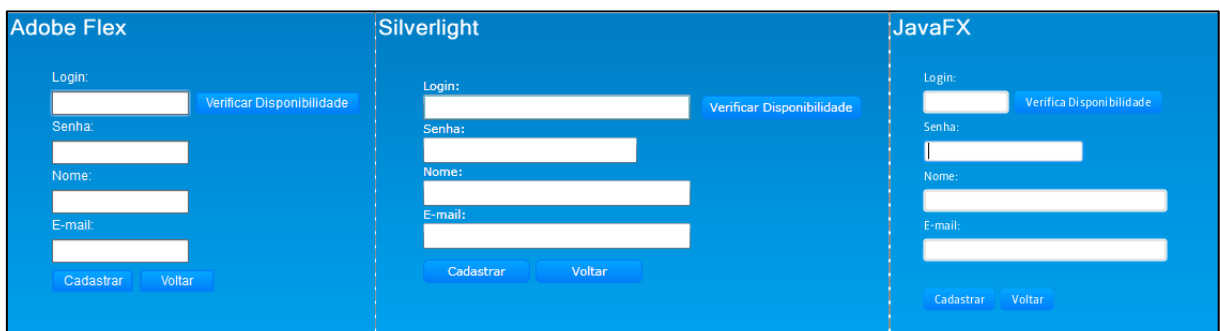 Adobe Flex
Login:
Verificar Disponibilidade
Senha:
Nome:
E-mail:
Cadastrar Voltar
Silverlight
Login:
Verificar Disponibilidade
Senha:
Nome:
E-mail:
Cadastrar Voltar
JavaFX
Login:
Verifica Disponibilidade
Senha:
Nome:
E-mail:
Cadastrar Voltar